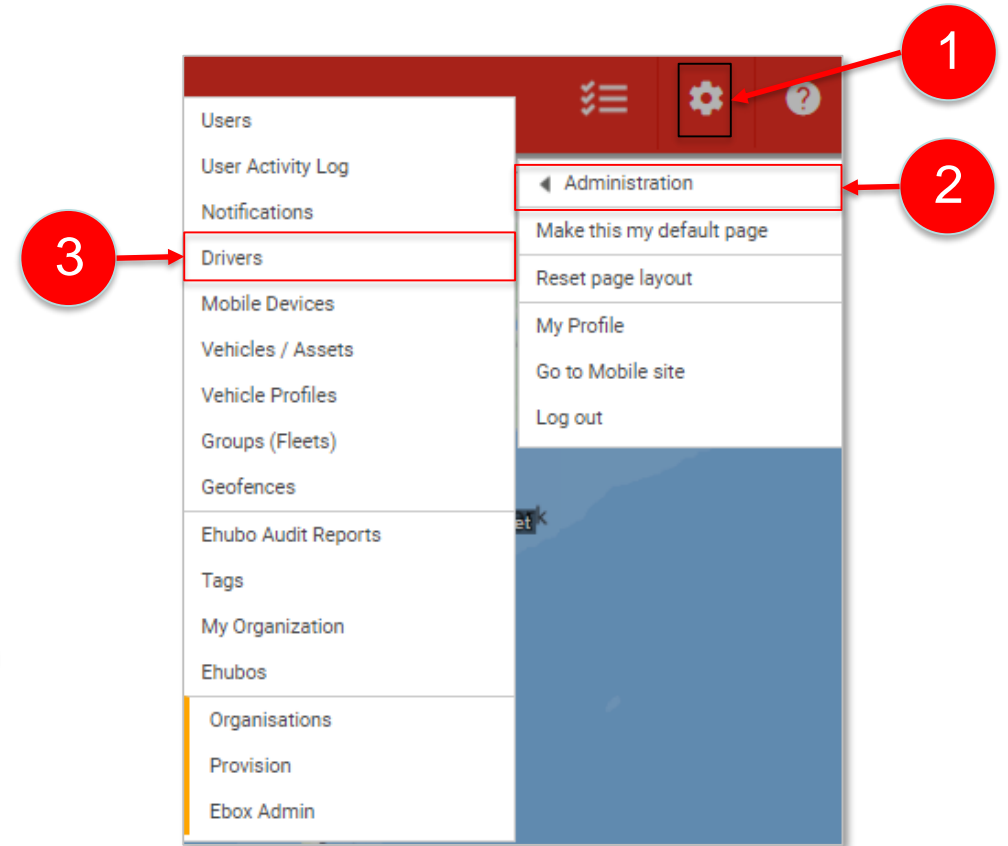 1
Users
User Activity Log
Administration
2
Notifications
Make this my default page
3
Drivers
Reset page layout
Mobile Devices
My Profile
Vehicles / Assets
Go to Mobile site
Vehicle Profiles
Log out
Groups (Fleets)
Geofences
Ehubo Audit Reports
Tags
My Organization
Ehubos
Organisations
Provision
Ebox Admin